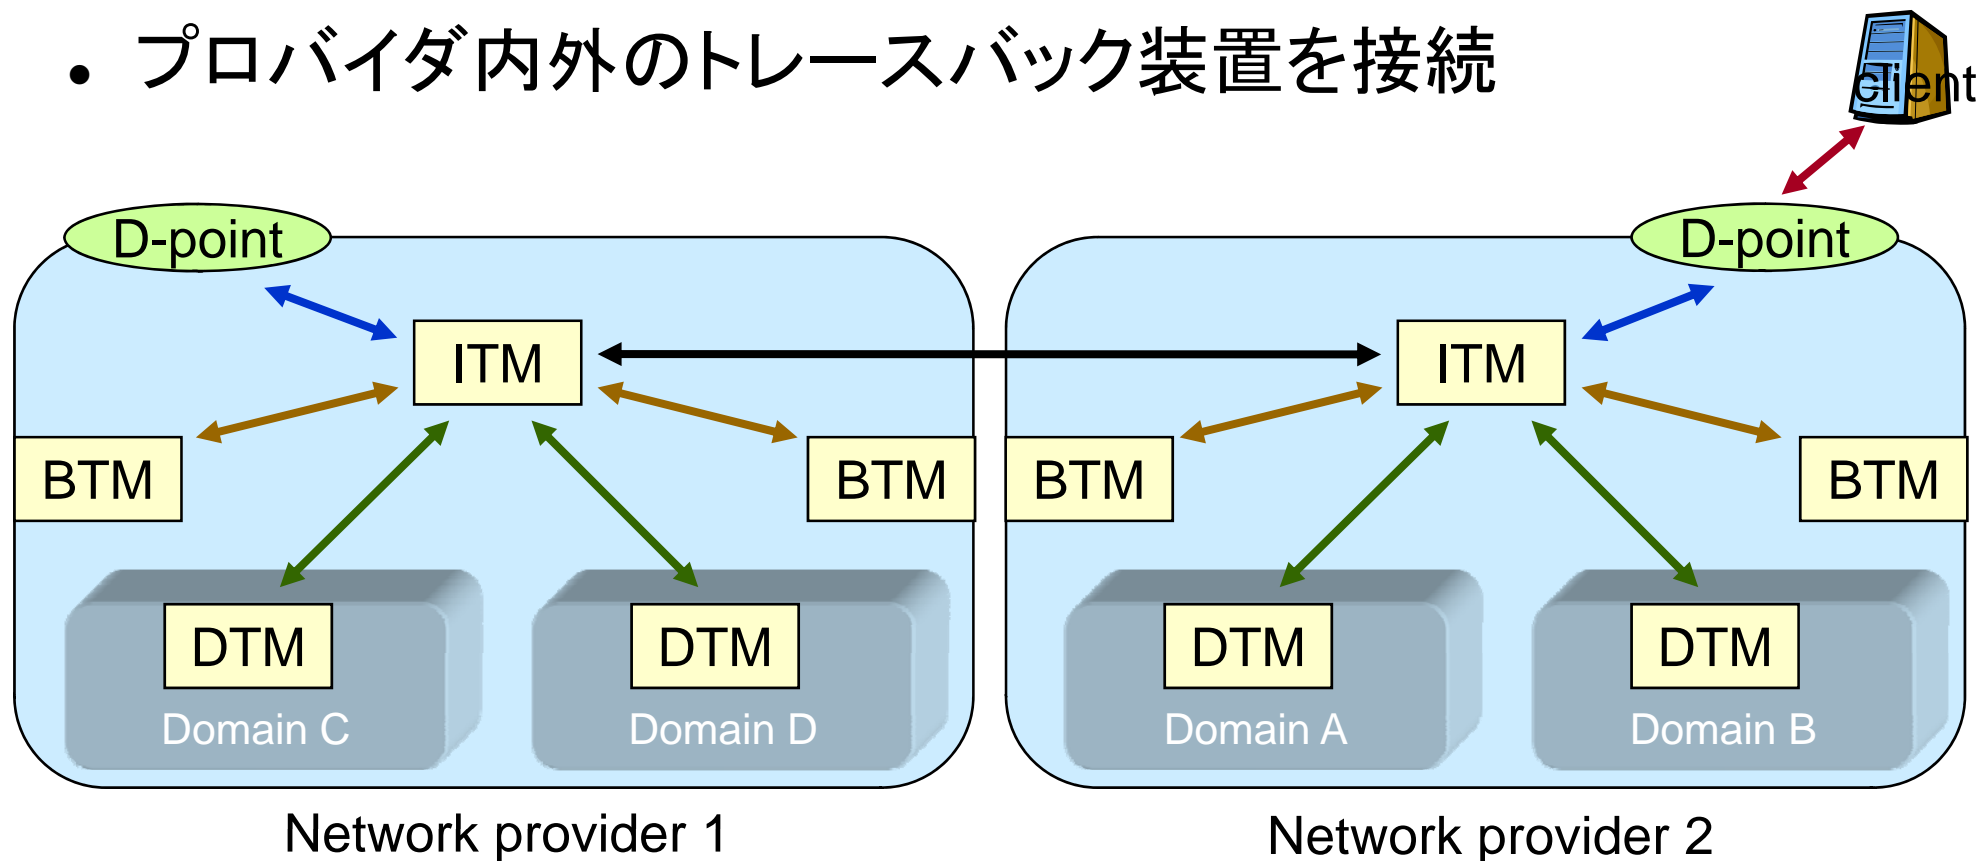 • プロバイダ内外のトレースバック装置を接続
client
D-point
D-point
ITM
ITM
BTM
BTM
BTM
BTM
DTM
DTM
DTM
DTM
Domain C
Domain D
Domain A
Domain B
Network provider 1
Network provider 2